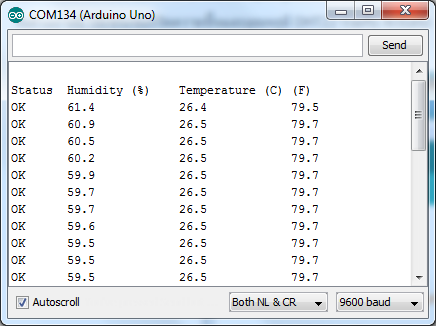 COM134 (Arduino Uno)
Send
Status Humidity (%) Temperature (C) (F)
OK 61.4 26.4 79.5
OK 60.9 26.5 79.7
OK 60.5 26.5 79.7
OK 60.2 26.5 79.7
OK 59.9 26.5 79.7
OK 59.7 26.5 79.7
OK 59.7 26.5 79.7
OK 59.6 26.5 79.7
OK 59.5 26.5 79.7
OK 59.5 26.5 79.7
OK 59.5 26.5 79.7
Autoscroll Both NL & CR 9600 baud